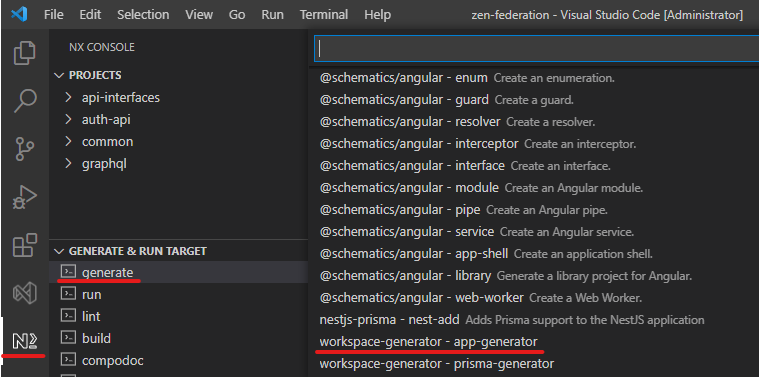 File Edit View Go Run Terminal Help zen-federation - Visual Studio Code [Administrator]
NX CONSOLE
PROJECTS
api-interfaces
auth-api
common
graphql
GENERATE & RUN TARGET
generate
run
lint
build
compodoc
@schematics/angular - enum Create an enumeration.
@schematics/angular - guard Create a guard.
@schematics/angular - resolver Create a resolver.
@schematics/angular - interceptor Create an interceptor.
@schematics/angular - interface Create an interface.
@schematics/angular - module Create an Angular module.
@schematics/angular - pipe Create an Angular pipe.
@schematics/angular - service Create an Angular service.
@schematics/angular - app-shell Create an application shell.
@schematics/angular - library Generate a library project for Angular.
@schematics/angular - web-worker Create a Web Worker.
nestjs-prisma - nest-add Adds Prisma support to the NestJS application
workspace-generator - app-generator
workspace-generator - prisma-generator